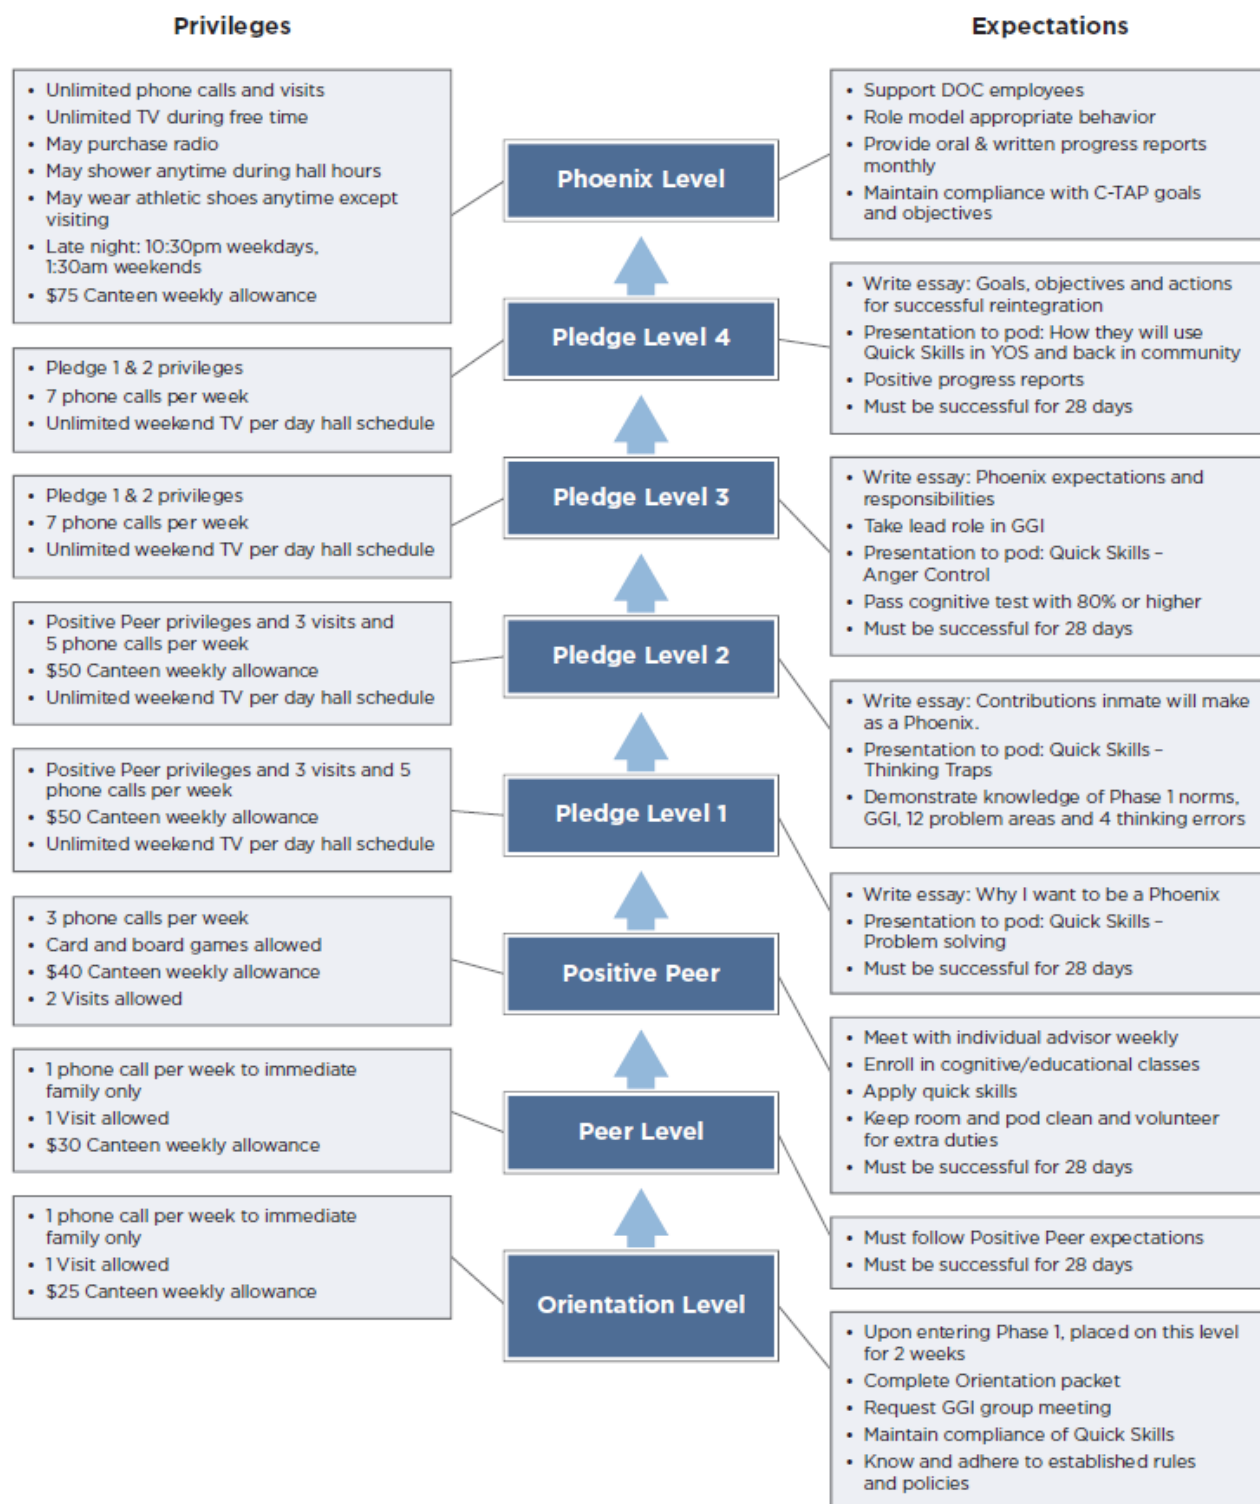 Privileges
Expectations
• Unlimited phone calls and visits
• Unlimited TV during free time
• May purchase radio
• May shower anytime during hall hours
• May wear athletic shoes anytime except
visiting
• Late night: 10:30pm weekdays,
1:30am weekends
• $75 Canteen weekly allowance
Phoenix Level
• Support DOC employees
• Role model appropriate behavior
• Provide oral & written progress reports
monthly
• Maintain compliance with C-TAP goals
and objectives
• Pledge 1 & 2 privileges
• 7 phone calls per week
• Unlimited weekend TV per day hall schedule
Pledge Level 4
• Write essay: Goals, objectives and actions
for successful reintegration
• Presentation to pod: How they will use
Quick Skills in YOS and back in community
• Positive progress reports
• Must be successful for 28 days
• Pledge 1 & 2 privileges
• 7 phone calls per week
• Unlimited weekend TV per day hall schedule
Pledge Level 3
• Write essay: Phoenix expectations and
responsibilities
• Take lead role in GGI
• Presentation to pod: Quick Skills –
Anger Control
• Pass cognitive test with 80% or higher
• Must be successful for 28 days
• Positive Peer privileges and 3 visits and
5 phone calls per week
• $50 Canteen weekly allowance
• Unlimited weekend TV per day hall schedule
Pledge Level 2
• Write essay: Contributions inmate will make
as a Phoenix.
• Presentation to pod: Quick Skills –
Thinking Traps
• Demonstrate knowledge of Phase 1 norms,
GGI, 12 problem areas and 4 thinking errors
• Positive Peer privileges and 3 visits and 5
phone calls per week
• $50 Canteen weekly allowance
• Unlimited weekend TV per day hall schedule
Pledge Level 1
• Write essay: Why I want to be a Phoenix
• Presentation to pod: Quick Skills –
Problem solving
• Must be successful for 28 days
• 3 phone calls per week
• Card and board games allowed
• $40 Canteen weekly allowance
• 2 Visits allowed
Positive Peer
• Meet with individual advisor weekly
• Enroll in cognitive/educational classes
• Apply quick skills
• Keep room and pod clean and volunteer
for extra duties
• Must be successful for 28 days
• 1 phone call per week to immediate
family only
• 1 Visit allowed
• $30 Canteen weekly allowance
Peer Level
• Must follow Positive Peer expectations
• Must be successful for 28 days
• 1 phone call per week to immediate
family only
• 1 Visit allowed
• $25 Canteen weekly allowance
Orientation Level
• Upon entering Phase 1, placed on this level
for 2 weeks
• Complete Orientation packet
• Request GGI group meeting
• Maintain compliance of Quick Skills
• Know and adhere to established rules
and policies